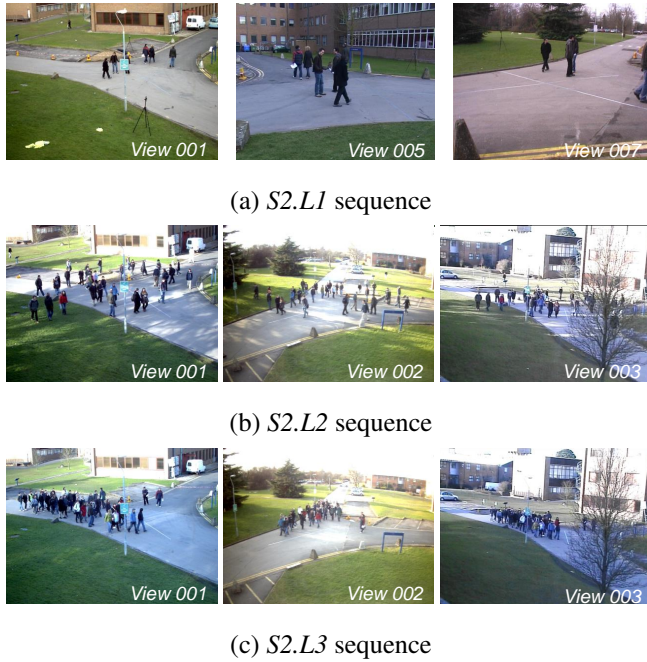 View 001
View 005
View 007
(a) S2.L1 sequence
View 001
View 002
View 003
(b) S2.L2 sequence
View 001
View 002
View 003
(c) S2.L3 sequence